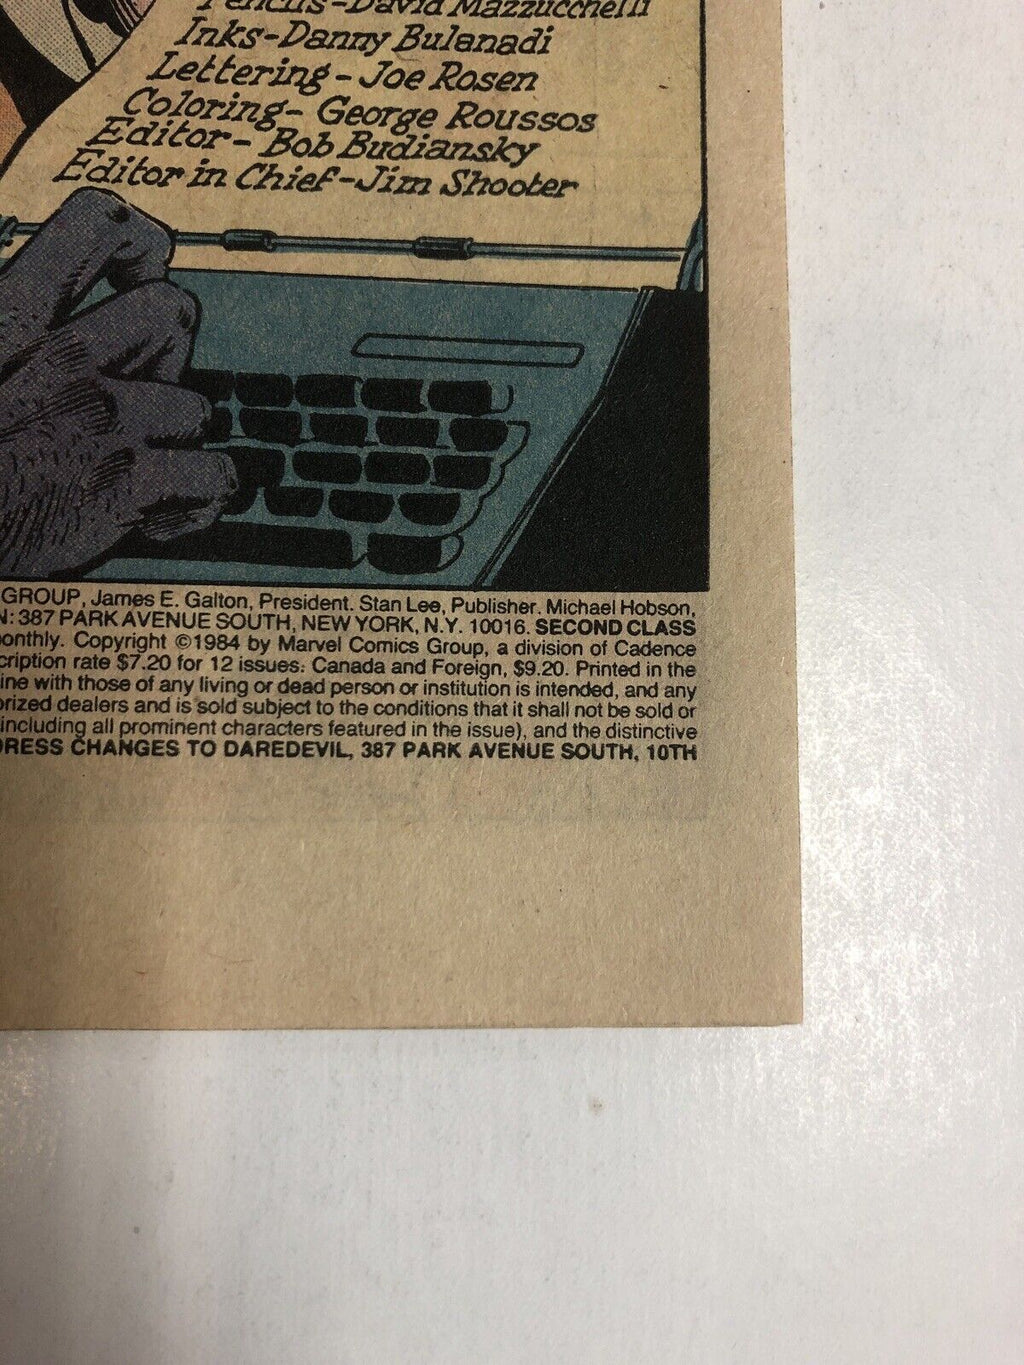 Pencils-David Mazzucchelli
Inks-Danny Bulanadi
Lettering-Joe Rosen
Coloring-George Roussos
Editor-Bob Budiansky
Editor in Chief-Jim Shooter
GROUP, James E. Galton, President. Stan Lee, Publisher. Michael Hobson,
N: 387 PARK AVENUE SOUTH, NEW YORK, N.Y. 10016. SECOND CLASS
onthly. Copyright ©1984 by Marvel Comics Group, a division of Cadence
cription rate $7.20 for 12 issues. Canada and Foreign, $9.20. Printed in the
ine with those of any living or dead person or institution is intended, and any
orized dealers and is sold subject to the conditions that it shall not be sold or
including all prominent characters featured in the issue), and the distinctive
DRESS CHANGES TO DAREDEVIL, 387 PARK AVENUE SOUTH, 10TH